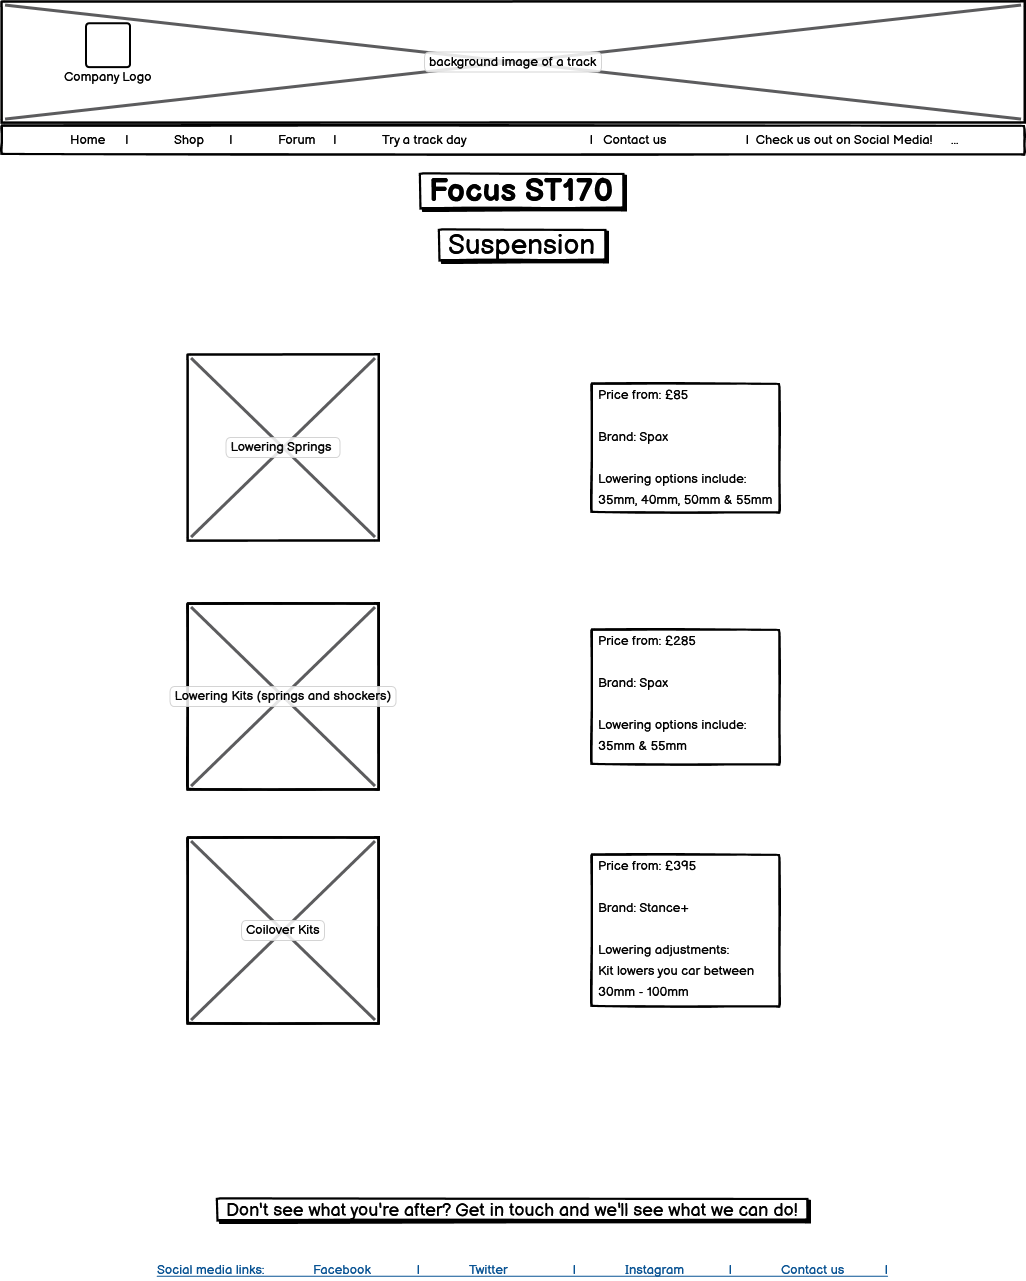 background image of a track
Company Logo
Home | Shop | Forum | Try a track day | Contact us | Check us out on Social Media! ...
Focus ST170
Suspension
Lowering Springs
Price from: £85
Brand: Spax
Lowering options include:
35mm, 40mm, 50mm & 55mm
Lowering Kits (springs and shockers)
Price from: £285
Brand: Spax
Lowering options include:
35mm & 55mm
Coilover Kits
Price from: £395
Brand: Stance+
Lowering adjustments:
Kit lowers you car between
30mm - 100mm
Don't see what you're after? Get in touch and we'll see what we can do!
Social media links: Facebook | Twitter | Instagram | Contact us |